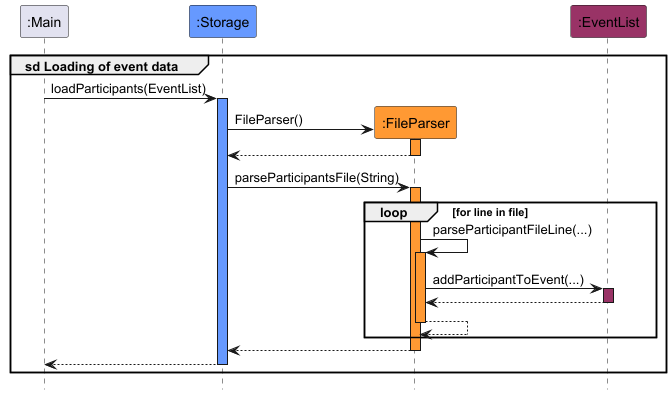 :Main
:Storage
:EventList
sd Loading of event data
loadParticipants(EventList)
FileParser()
:FileParser
parseParticipantsFile(String)
loop
[for line in file]
parseParticipantFileLine(...)
addParticipantToEvent(...)